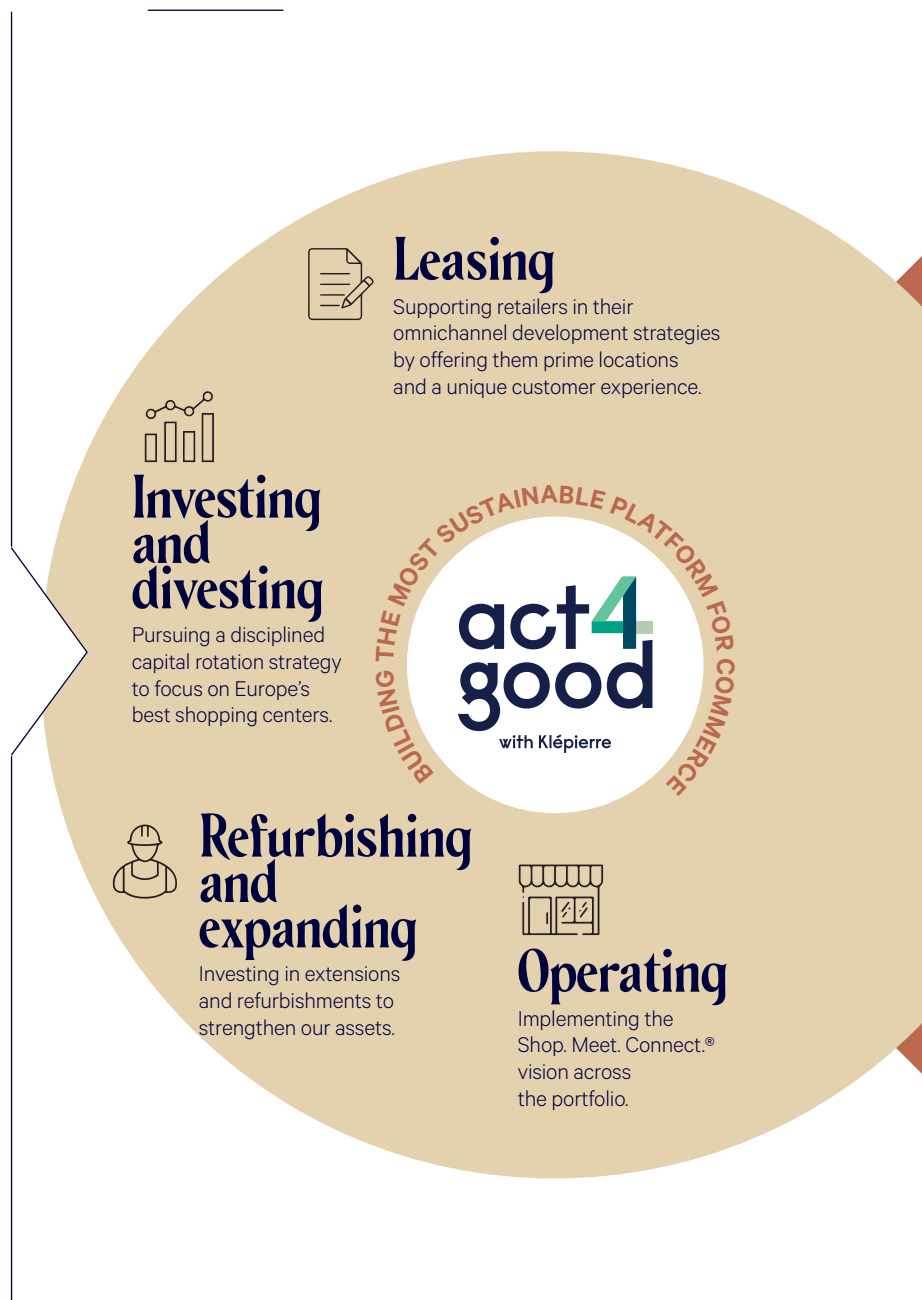 Leasing
Supporting retailers in their
omnichannel development strategies
by offering them prime locations
and a unique customer experience.
Investing
and
divesting
Pursuing a disciplined
capital rotation strategy
to focus on Europe’s
best shopping centers.
BUILDING THE MOST SUSTAINABLE PLATFORM FOR COMMERCE
act4
good
with Klépierre
Refurbishing
and
expanding
Investing in extensions
and refurbishments to
strengthen our assets.
Operating
Implementing the
Shop. Meet. Connect.®
vision across
the portfolio.